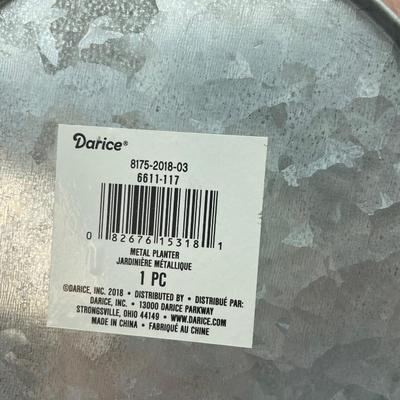 Darice®
8175-2018-03
6611-117
0 82676 15318 1
METAL PLANTER
JARDINIÈRE MÉTALLIQUE
1 PC
©DARICE, INC. 2018 • DISTRIBUTED BY • DISTRIBUÉ PAR:
DARICE, INC. • 13000 DARICE PARKWAY
STRONGSVILLE, OHIO 44149 • WWW.DARICE.COM
MADE IN CHINA • FABRIQUÉ AU CHINE